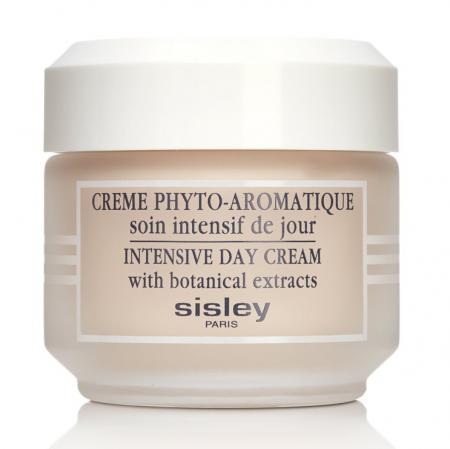 CREME PHYTO-AROMATIQUE
soin intensif de jour
INTENSIVE DAY CREAM
with botanical extracts
sisley
PARIS